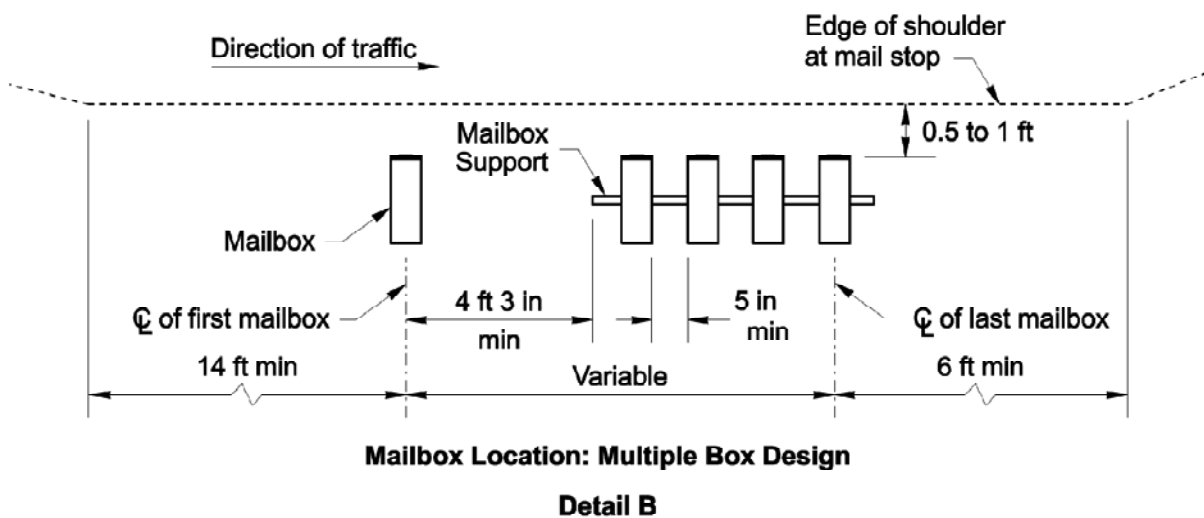 Direction of traffic
Edge of shoulder
at mail stop
0.5 to 1 ft
Mailbox
Support
Mailbox
℄ of first mailbox
4 ft 3 in
min
5 in
min
℄ of last mailbox
14 ft min
Variable
6 ft min
Mailbox Location: Multiple Box Design
Detail B